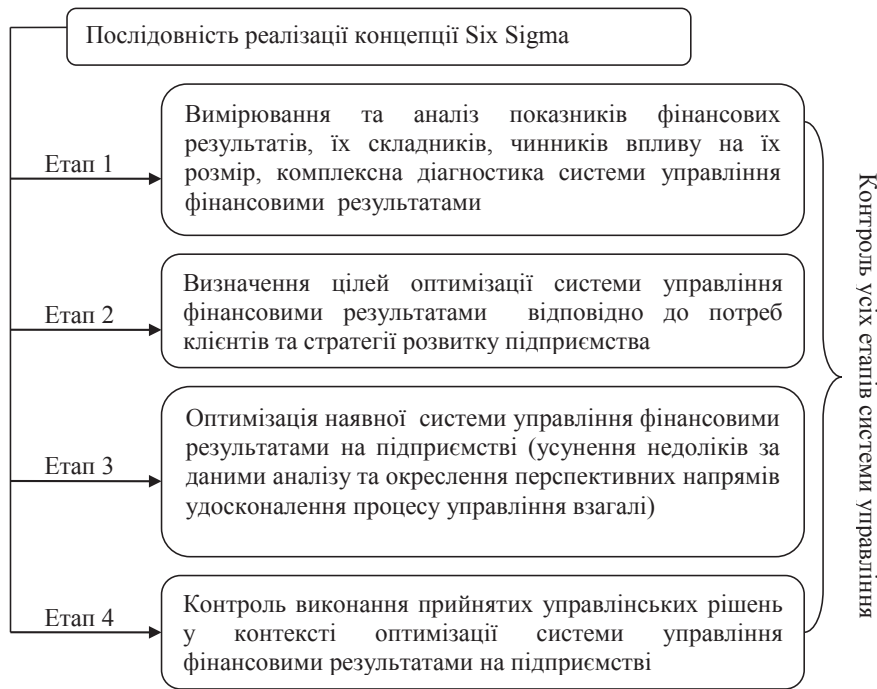 Послідовність реалізації концепції Six Sigma
Етап 1
Вимірювання та аналіз показників фінансових
результатів, їх складників, чинників впливу на їх
розмір, комплексна діагностика системи управління
фінансовими результатами
Етап 2
Визначення цілей оптимізації системи управління
фінансовими результатами відповідно до потреб
клієнтів та стратегії розвитку підприємства
Етап 3
Оптимізація наявної системи управління фінансовими
результатами на підприємстві (усунення недоліків за
даними аналізу та окреслення перспективних напрямів
удосконалення процесу управління взагалі)
Етап 4
Контроль виконання прийнятих управлінських рішень
у контексті оптимізації системи управління
фінансовими результатами на підприємстві
Контроль усіх етапів системи управління